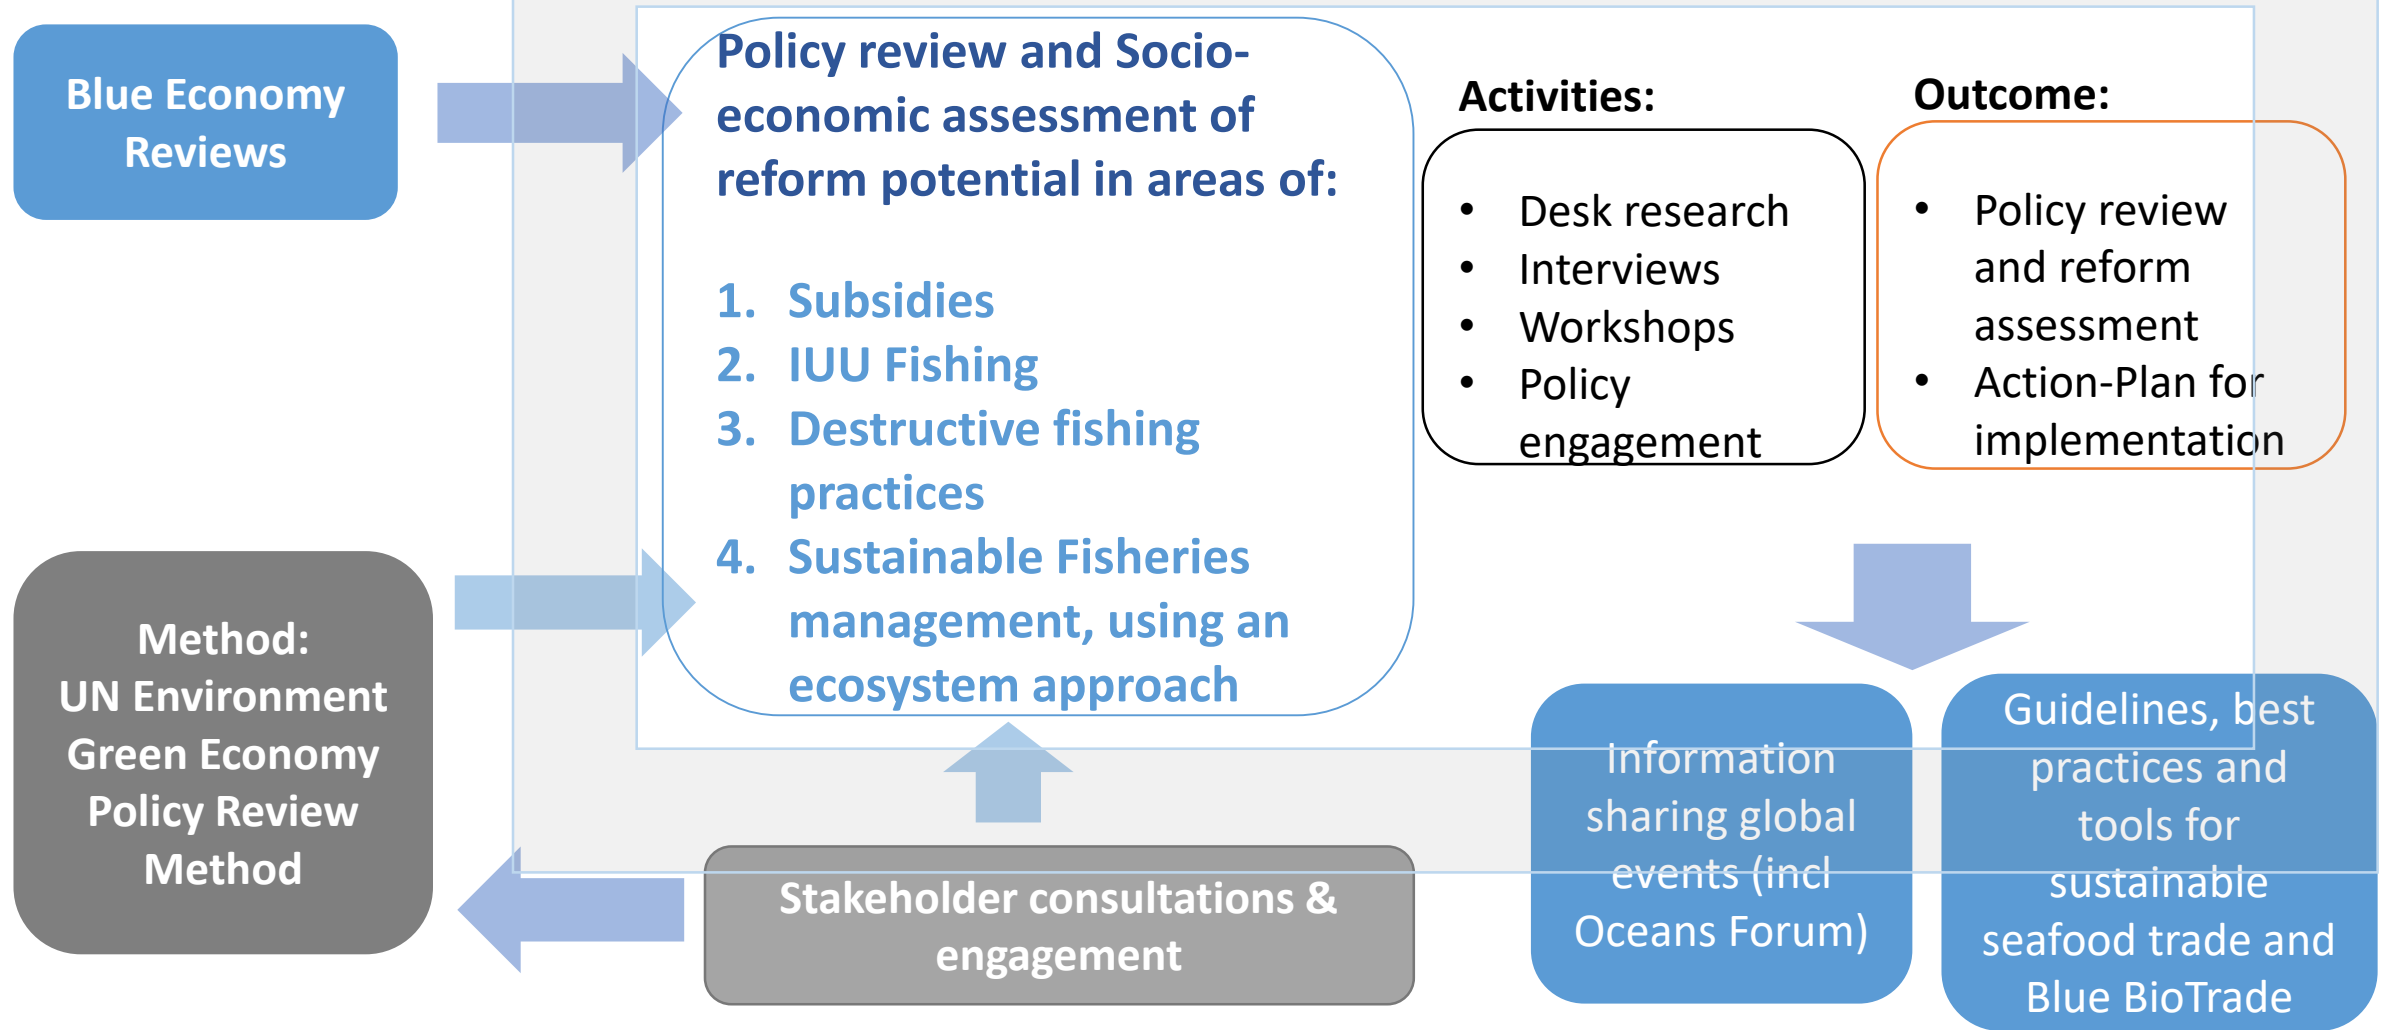 Blue Economy
Reviews
Method:
UN Environment
Green Economy
Policy Review
Method
Policy review and Socio-
economic assessment of
reform potential in areas of:
1. Subsidies
2. IUU Fishing
3. Destructive fishing
practices
4. Sustainable Fisheries
management, using an
ecosystem approach
Stakeholder consultations &
engagement
Activities:
• Desk research
• Interviews
• Workshops
• Policy
engagement
Outcome:
• Policy review
and reform
assessment
• Action-Plan for
implementation
Information
sharing global
events (incl
Oceans Forum)
Guidelines, best
practices and
tools for
sustainable
seafood trade and
Blue BioTrade